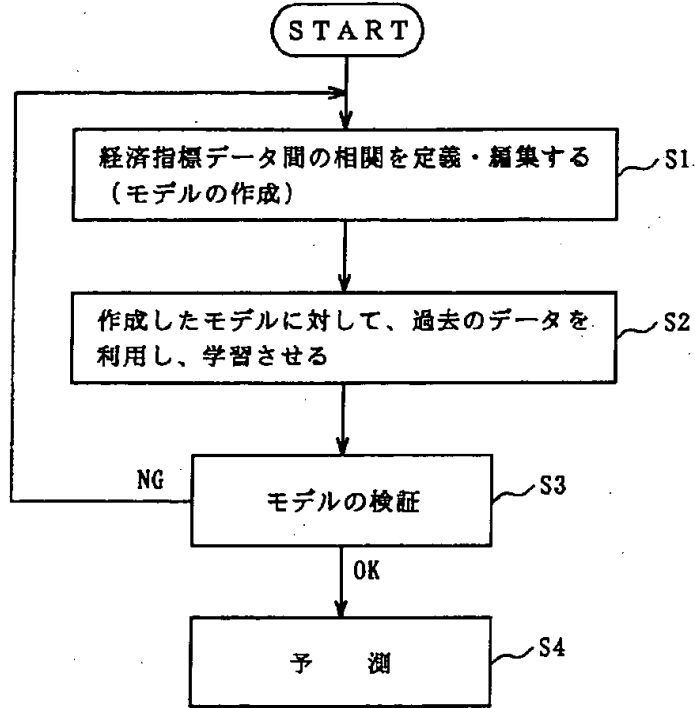 START
経済指標データ間の相関を定義・編集する
(モデルの作成)
S1
作成したモデルに対して、過去のデータを
利用し、学習させる
S2
NG
モデルの検証
S3
OK
予 測
S4